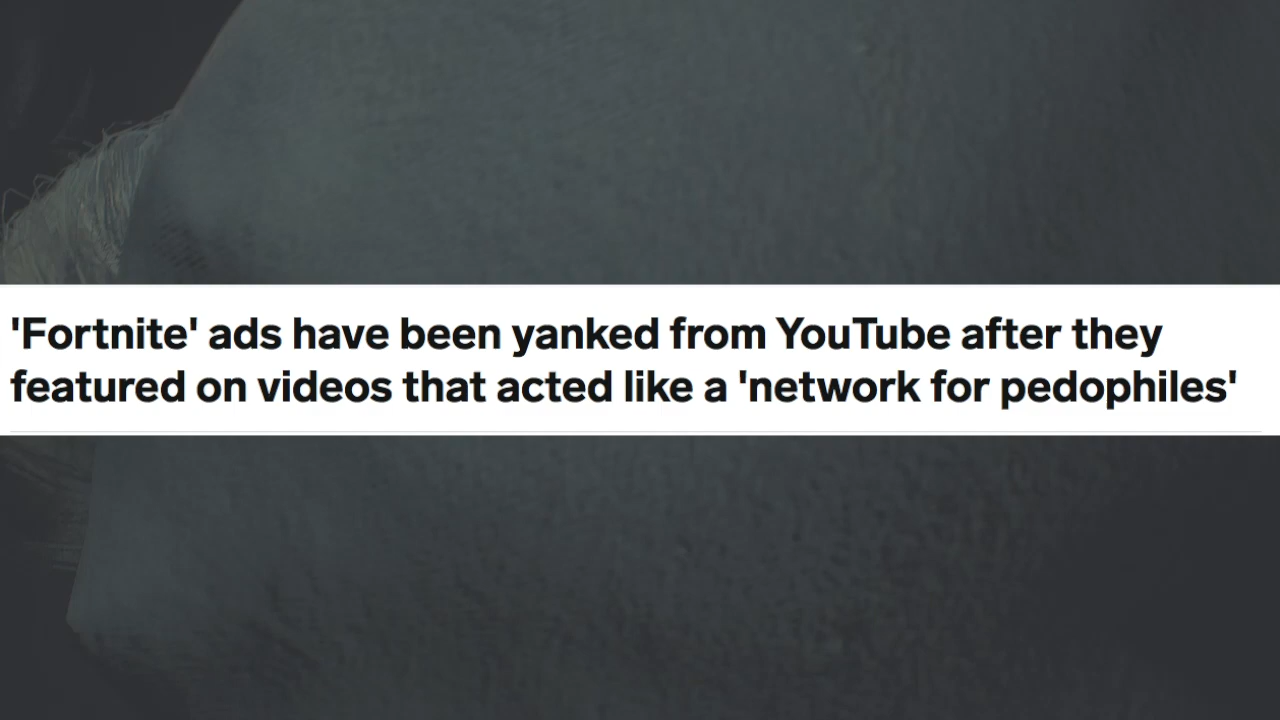 'Fortnite' ads have been yanked from YouTube after they
featured on videos that acted like a 'network for pedophiles'